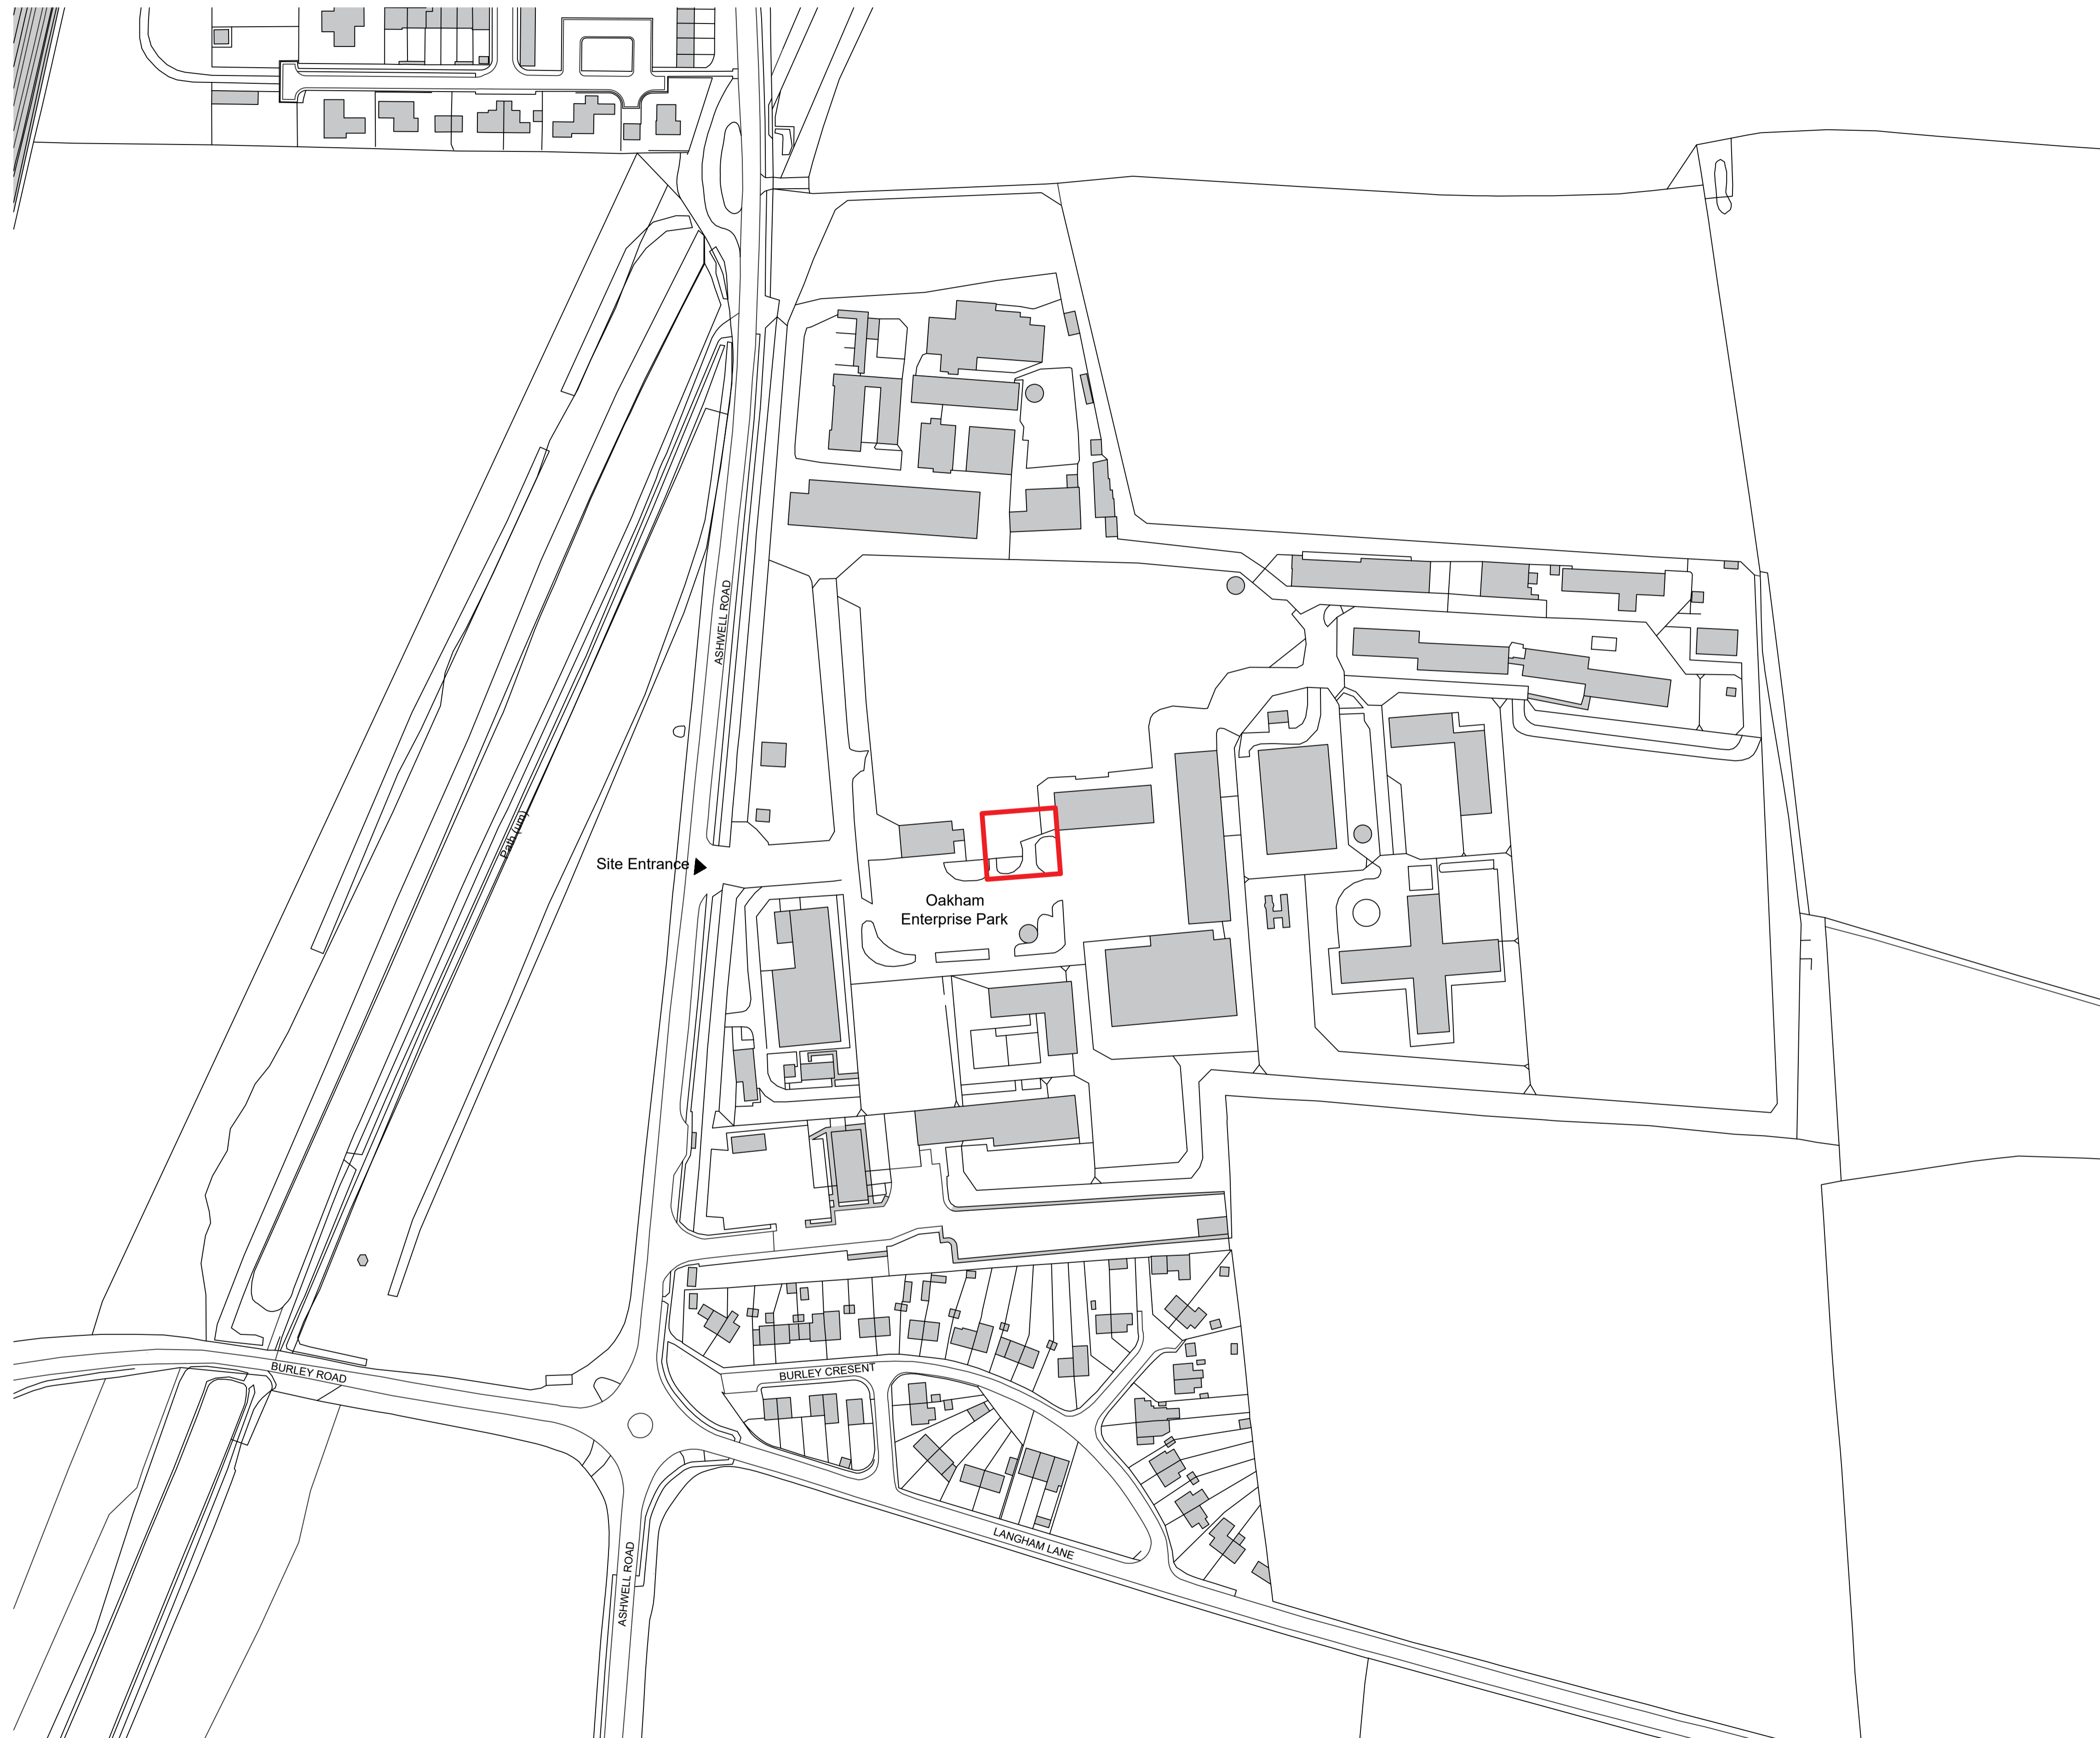 ASHWELL ROAD
Path (um)
Site Entrance
Oakham
Enterprise Park
BURLEY ROAD
BURLEY CRESENT
LANGHAM LANE
ASHWELL ROAD